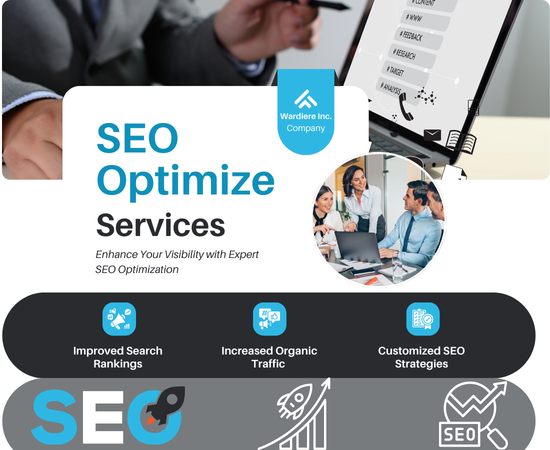 # CONTENT
# WWW
# FEEDBACK
# RESEARCH
# TARGET
# ANALYSIS
Wardiere Inc.
Company
SEO
Optimize
Services
Enhance Your Visibility with Expert
SEO Optimization
Improved Search
Rankings
Increased Organic
Traffic
Customized SEO
Strategies
SEO
SEO